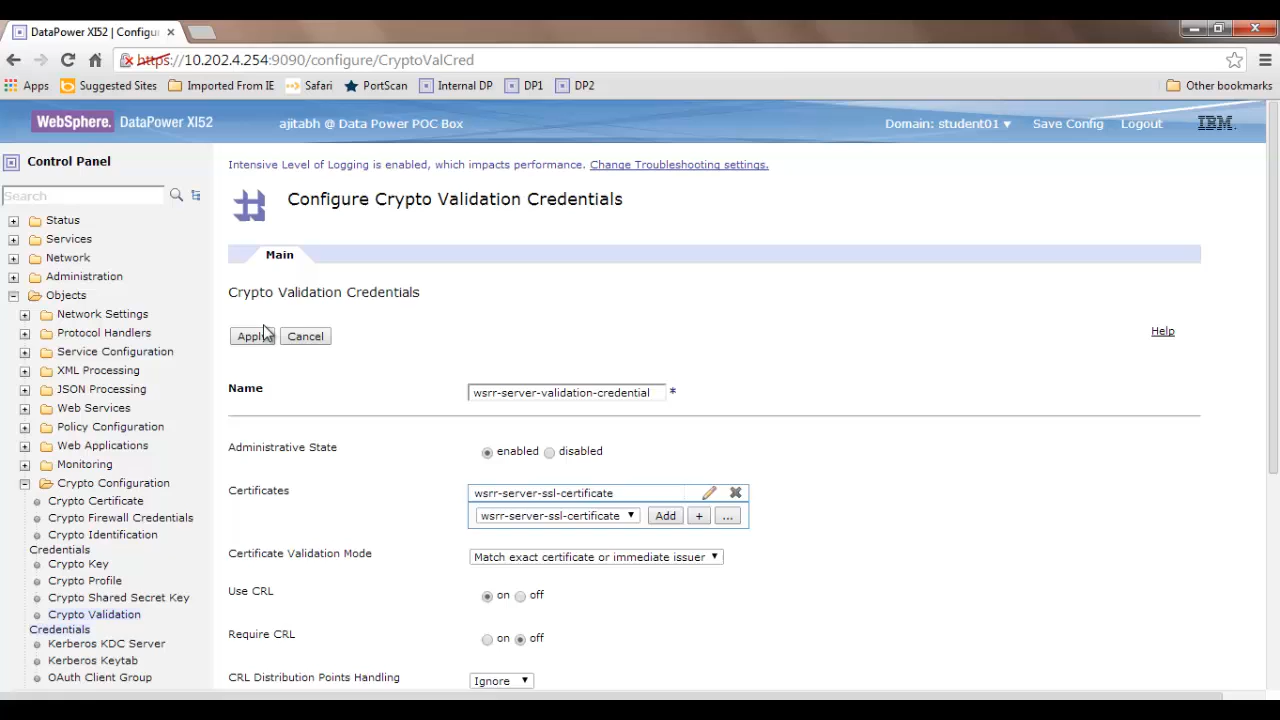 DataPower XI52 | Configur
https://10.202.4.254:9090/configure/CryptoValCred
Apps Suggested Sites Imported From IE Safari PortScan Internal DP DP1 DP2 Other bookmarks
WebSphere. DataPower XI52 ajitabh @ Data Power POC Box Domain: student01 Save Config Logout IBM.
Control Panel
Search
Status
Services
Network
Administration
Objects
Network Settings
Protocol Handlers
Service Configuration
XML Processing
JSON Processing
Web Services
Policy Configuration
Web Applications
Monitoring
Crypto Configuration
Crypto Certificate
Crypto Firewall Credentials
Crypto Identification
Credentials
Crypto Key
Crypto Profile
Crypto Shared Secret Key
Crypto Validation
Credentials
Kerberos KDC Server
Kerberos Keytab
OAuth Client Group
Intensive Level of Logging is enabled, which impacts performance. Change Troubleshooting settings.
Configure Crypto Validation Credentials
Main
Crypto Validation Credentials
Apply Cancel Help
Name wsrr-server-validation-credential *
Administrative State enabled disabled
Certificates wsrr-server-ssl-certificate
wsrr-server-ssl-certificate Add + ...
Certificate Validation Mode Match exact certificate or immediate issuer
Use CRL on off
Require CRL on off
CRL Distribution Points Handling Ignore